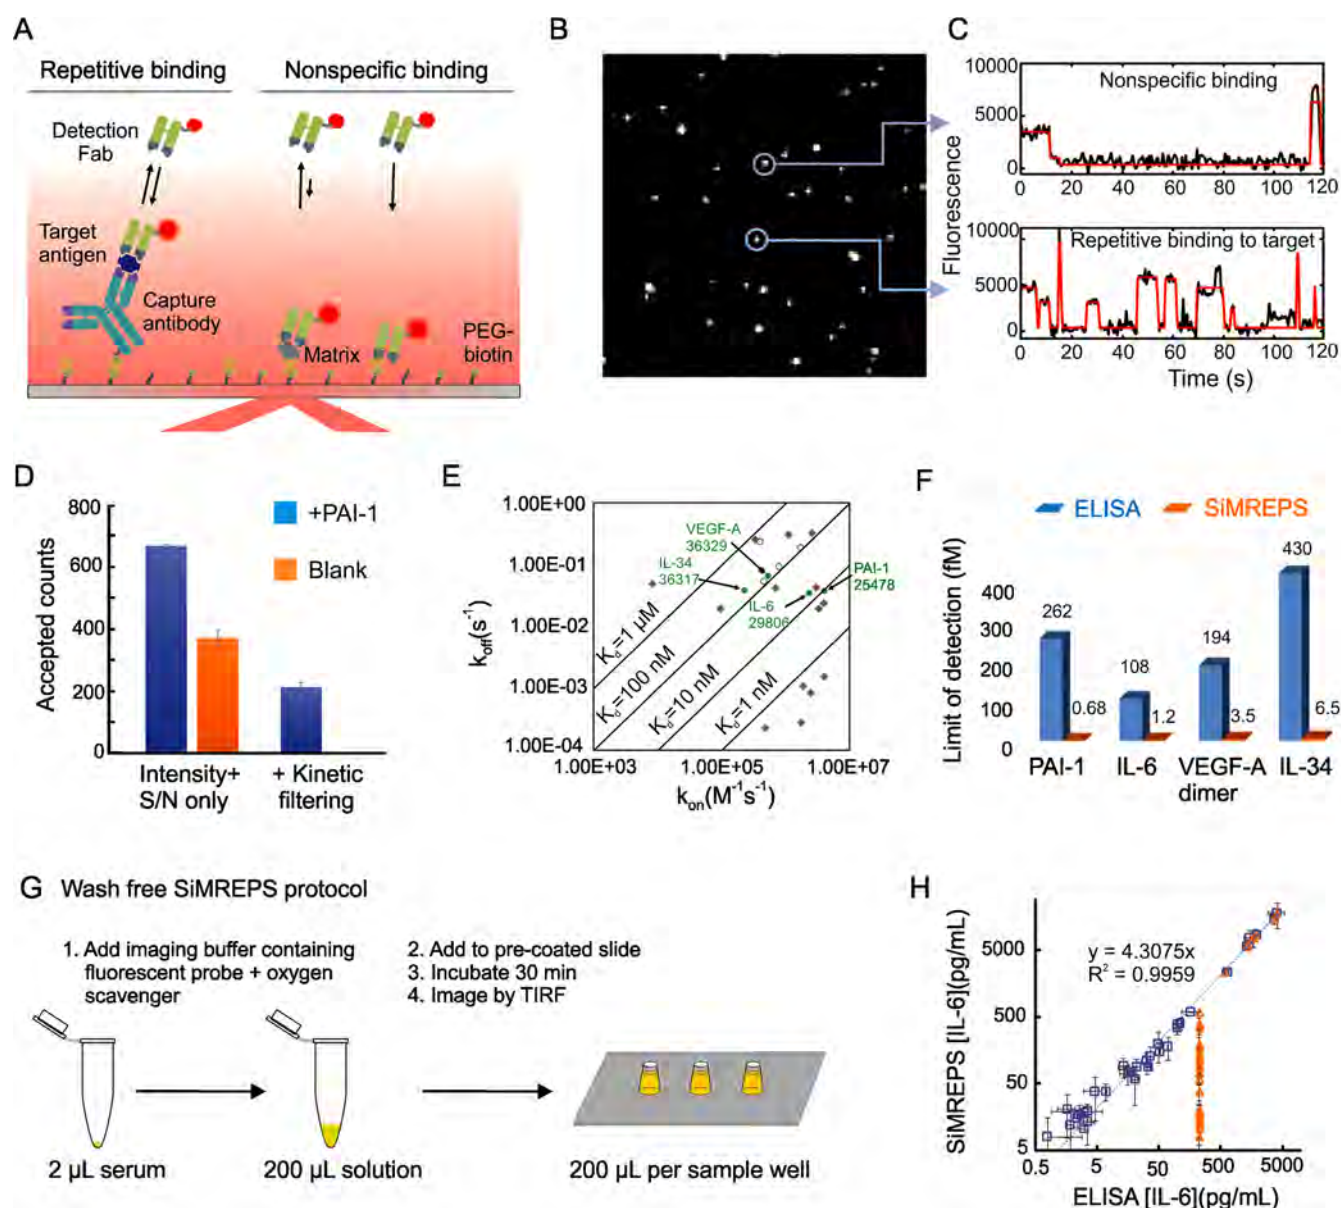 A
Repetitive binding
Nonspecific binding
Detection
Fab
Target
antigen
Capture
antibody
Matrix
PEG-
biotin
B
C
10000
Nonspecific binding
5000
0
0 20 40 60 80 100 120
Fluorescence
10000
Repetitive binding to target
5000
0
0 20 40 60 80 100 120
Time (s)
D
800
600
400
200
0
Accepted counts
+PAI-1
Blank
Intensity+
S/N only
+ Kinetic
filtering
E
1.00E+00
1.00E-01
1.00E-02
1.00E-03
1.00E-04
koff(s-1)
VEGF-A
36329
IL-34
36317
PAI-1
25478
IL-6
29806
Kd=1 µM
Kd=100 nM
Kd=10 nM
Kd=1 nM
1.00E+03 1.00E+05 1.00E+07
kon(M-1s-1)
F
ELISA
SiMREPS
Limit of detection (fM)
400
300
200
100
0
262
0.68
108
1.2
194
3.5
430
6.5
PAI-1 IL-6 VEGF-A IL-34
dimer
G Wash free SiMREPS protocol
1. Add imaging buffer containing
fluorescent probe + oxygen
scavenger
2. Add to pre-coated slide
3. Incubate 30 min
4. Image by TIRF
2 µL serum
200 µL solution
200 µL per sample well
H
SiMREPS [IL-6](pg/mL)
5000
500
50
5
y = 4.3075x
R2 = 0.9959
0.5 5 50 500 5000
ELISA [IL-6](pg/mL)